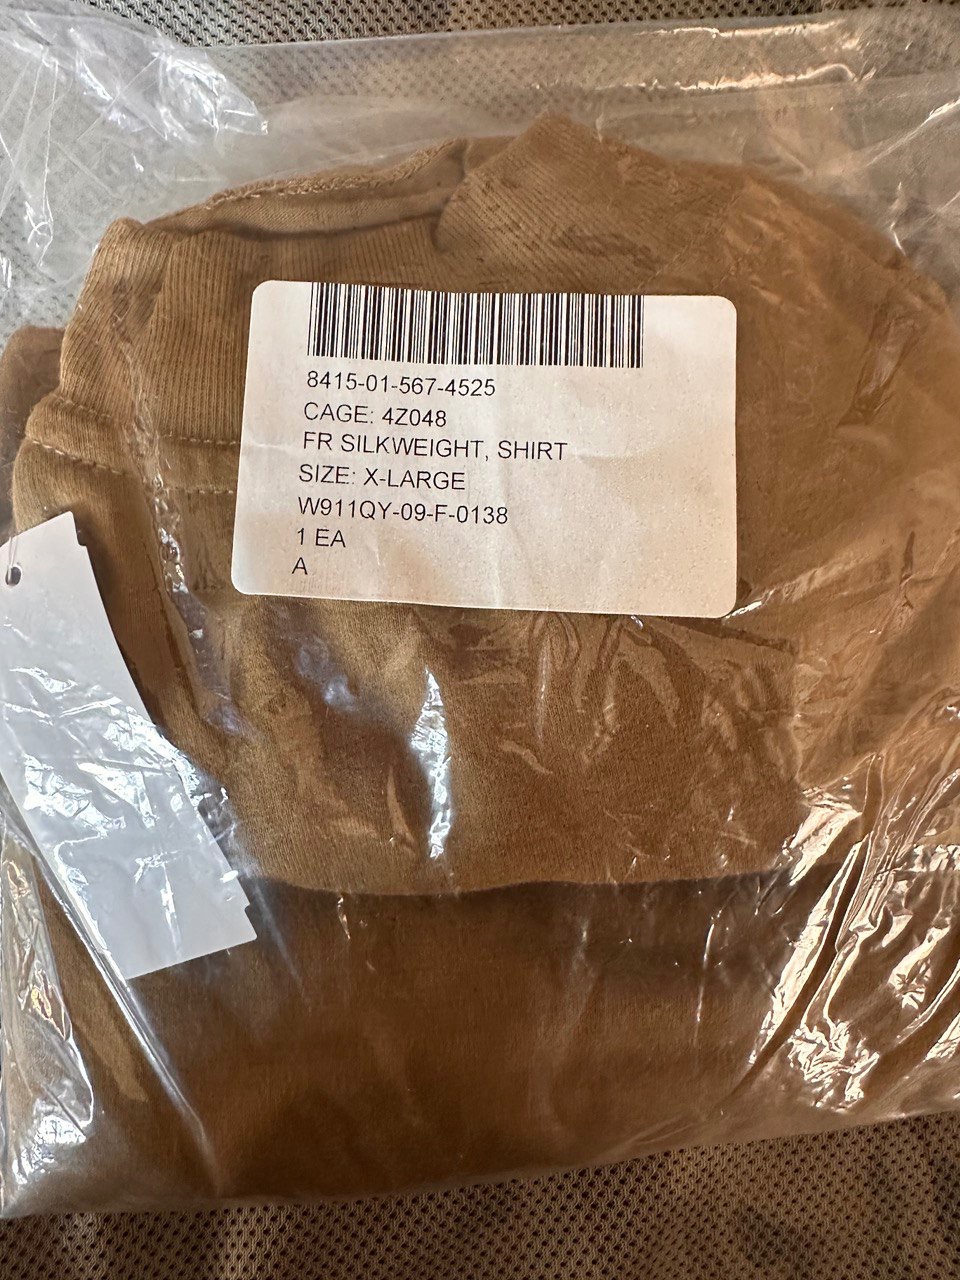 8415-01-567-4525
CAGE: 4Z048
FR SILKWEIGHT, SHIRT
SIZE: X-LARGE
W911QY-09-F-0138
1 EA
A